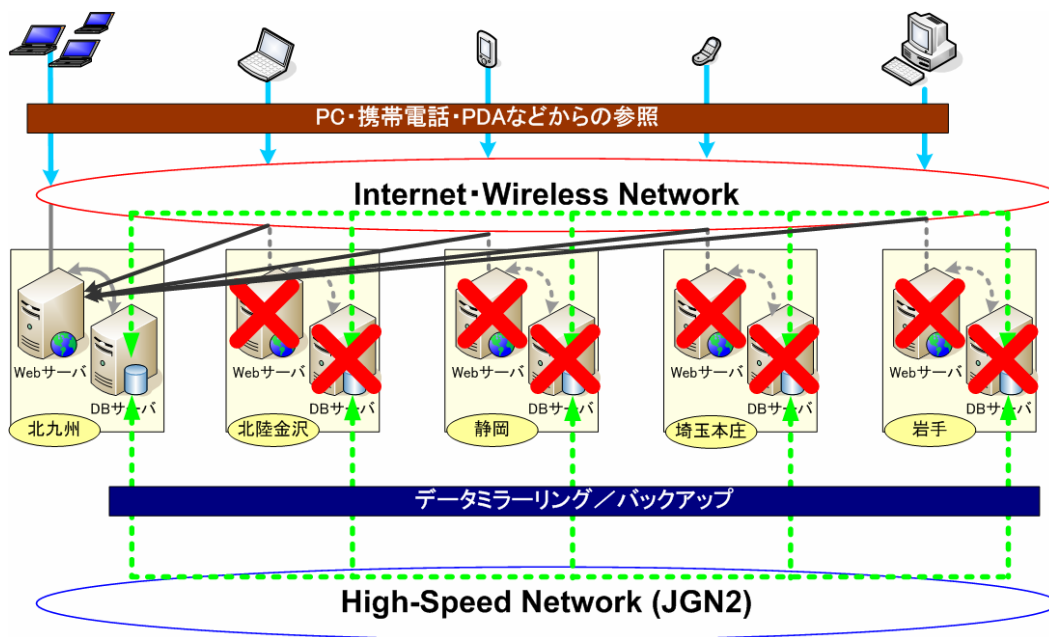 PC・携帯電話・PDAなどからの参照
Internet・Wireless Network
Webサーバ
DBサーバ
北九州
Webサーバ
DBサーバ
北陸金沢
Webサーバ
DBサーバ
静岡
Webサーバ
DBサーバ
埼玉本庄
Webサーバ
DBサーバ
岩手
データミラーリング／バックアップ
High-Speed Network (JGN2)